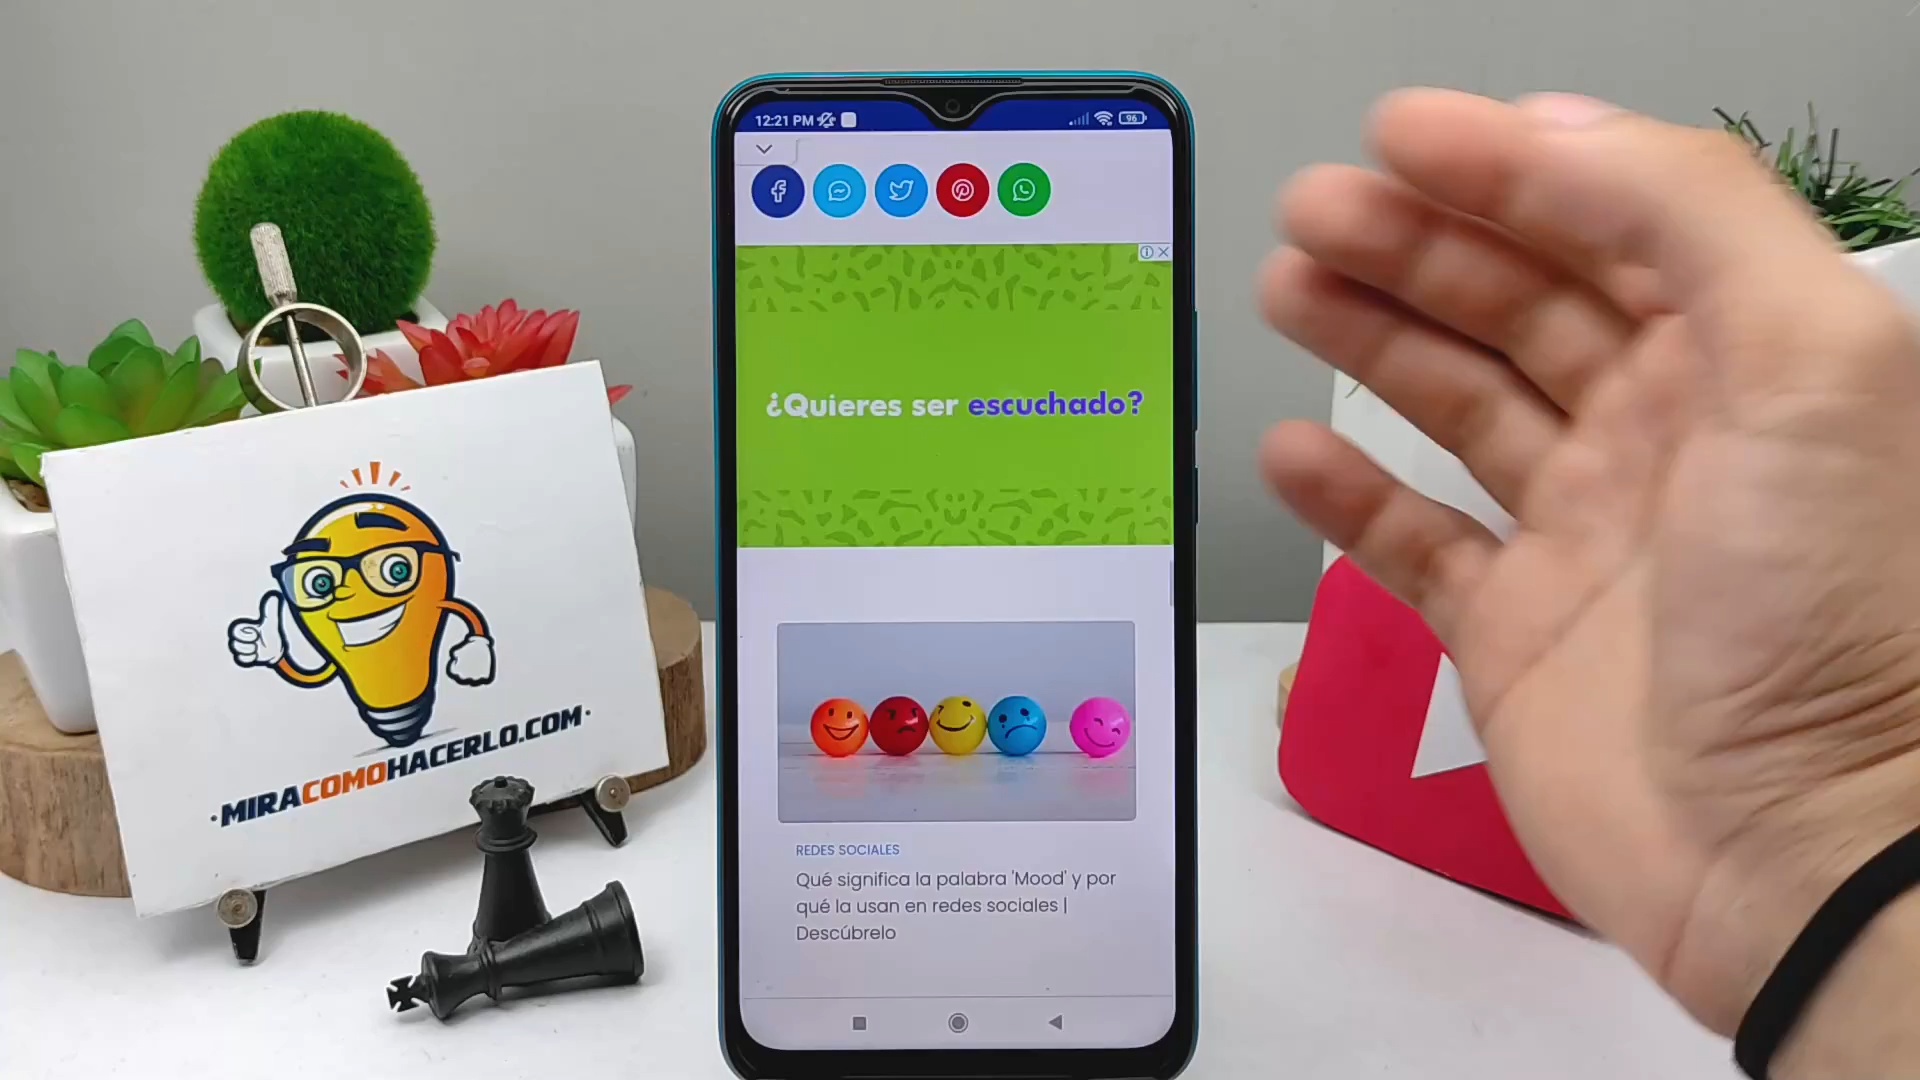 12:21 PM
96
¿Quieres ser escuchado?
REDES SOCIALES
Qué significa la palabra 'Mood' y por
qué la usan en redes sociales |
Descúbrelo
·MIRACOMOHACERLO.COM·